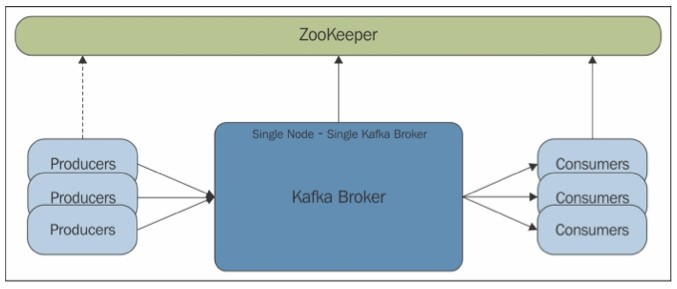 ZooKeeper
Single Node - Single Kafka Broker
Kafka Broker
Producers
Producers
Producers
Consumers
Consumers
Consumers